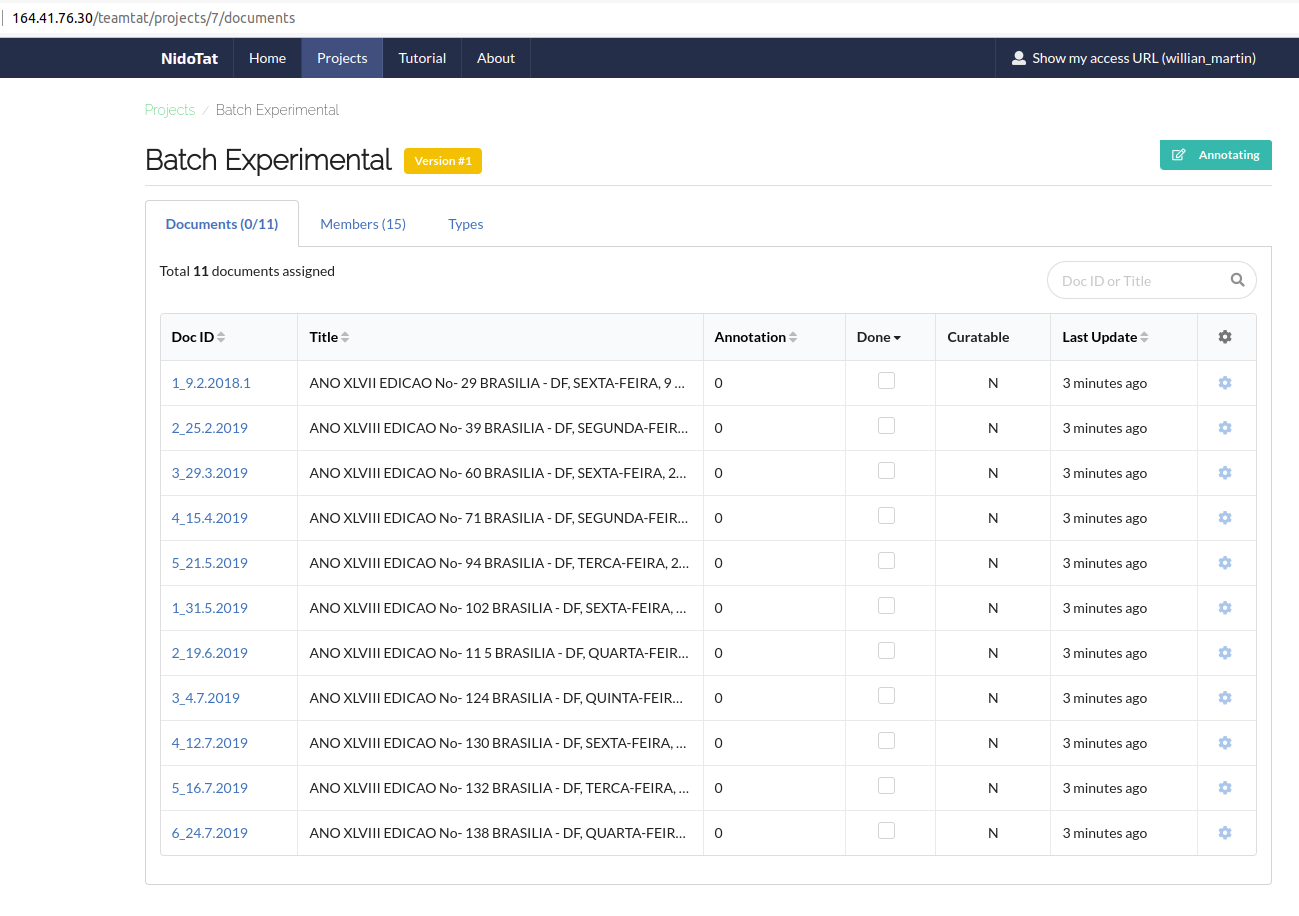 164.41.76.30/teamtat/projects/7/documents
NidoTat Home Projects Tutorial About Show my access URL (willian_martin)
Projects / Batch Experimental
Batch Experimental Version #1 Annotating
Documents (0/11) Members (15) Types
Total 11 documents assigned Doc ID or Title
Doc ID Title Annotation Done Curatable Last Update
1_9.2.2018.1 ANO XLVII EDICAO No- 29 BRASILIA - DF, SEXTA-FEIRA, 9 ... 0 N 3 minutes ago
2_25.2.2019 ANO XLVIII EDICAO No- 39 BRASILIA - DF, SEGUNDA-FEIR... 0 N 3 minutes ago
3_29.3.2019 ANO XLVIII EDICAO No- 60 BRASILIA - DF, SEXTA-FEIRA, 2... 0 N 3 minutes ago
4_15.4.2019 ANO XLVIII EDICAO No- 71 BRASILIA - DF, SEGUNDA-FEIR... 0 N 3 minutes ago
5_21.5.2019 ANO XLVIII EDICAO No- 94 BRASILIA - DF, TERCA-FEIRA, 2... 0 N 3 minutes ago
1_31.5.2019 ANO XLVIII EDICAO No- 102 BRASILIA - DF, SEXTA-FEIRA, ... 0 N 3 minutes ago
2_19.6.2019 ANO XLVIII EDICAO No- 11 5 BRASILIA - DF, QUARTA-FEIR... 0 N 3 minutes ago
3_4.7.2019 ANO XLVIII EDICAO No- 124 BRASILIA - DF, QUINTA-FEIR... 0 N 3 minutes ago
4_12.7.2019 ANO XLVIII EDICAO No- 130 BRASILIA - DF, SEXTA-FEIRA, ... 0 N 3 minutes ago
5_16.7.2019 ANO XLVIII EDICAO No- 132 BRASILIA - DF, TERCA-FEIRA, ... 0 N 3 minutes ago
6_24.7.2019 ANO XLVIII EDICAO No- 138 BRASILIA - DF, QUARTA-FEIR... 0 N 3 minutes ago